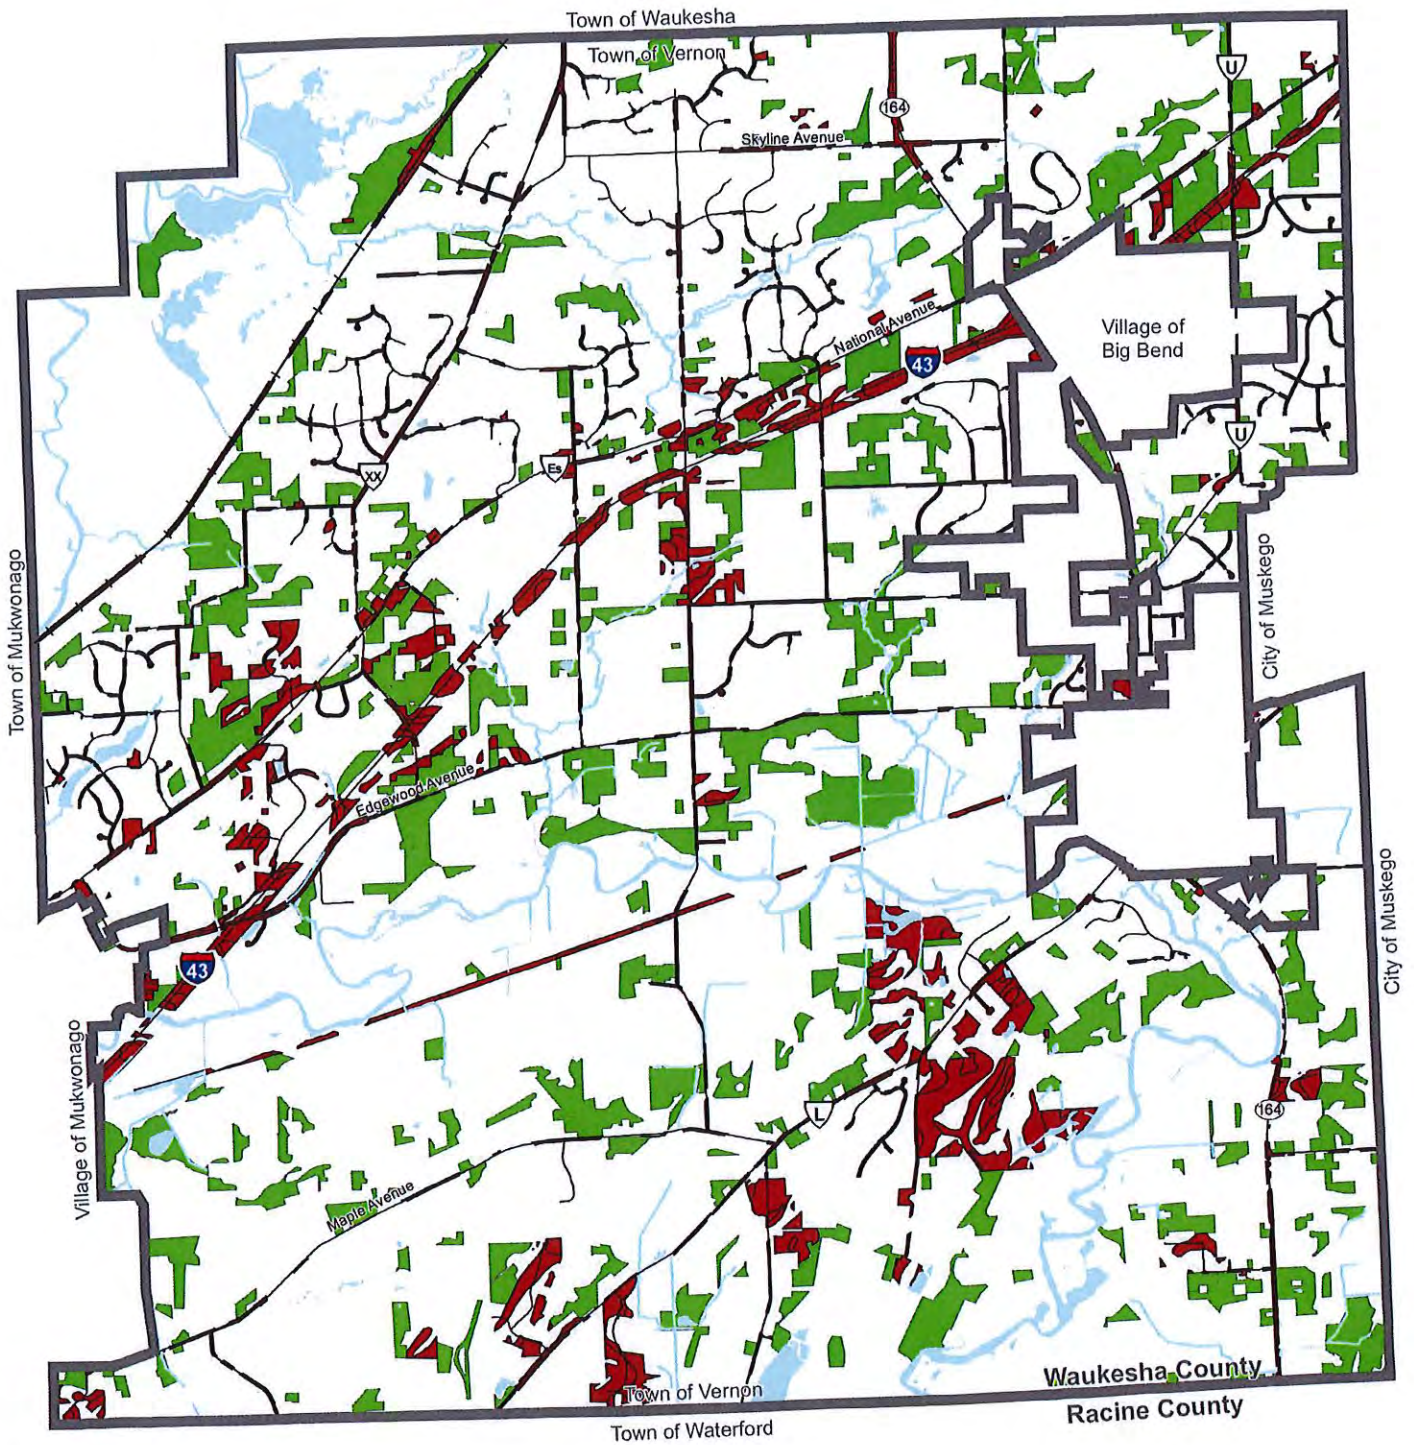 Town of Waukesha
Town of Vernon
U
164
Skyline Avenue
National Avenue
43
Village of
Big Bend
U
XX
Es
Town of Mukwonago
City of Muskego
Edgewood Avenue
City of Muskego
43
Village of Mukwonago
L
164
Maple Avenue
Waukesha County
Town of Vernon
Racine County
Town of Waterford